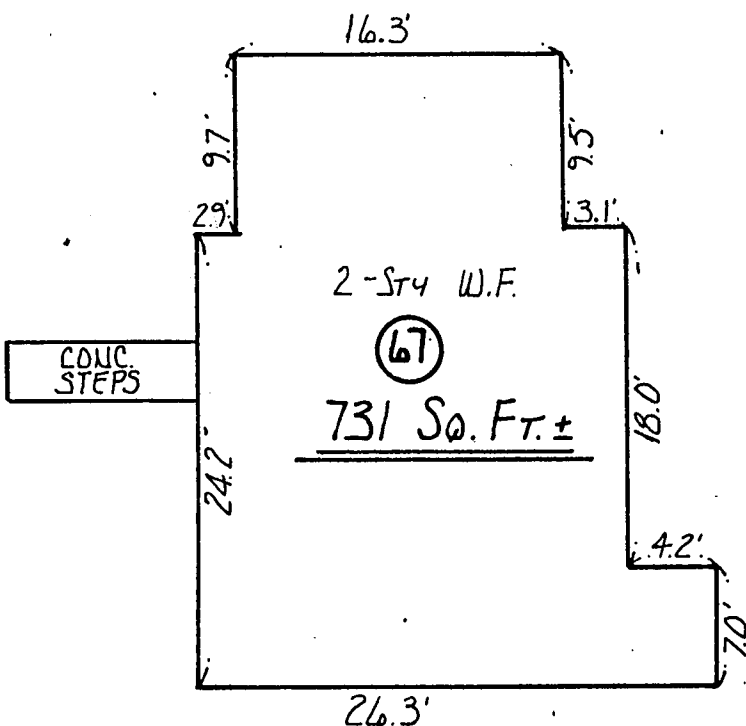 16.3'
9.7'
9.5'
2.9'
3.1'
2-STY W.F.
67
CONC.
STEPS
731 SQ. FT. ±
18.0'
24.2'
4.2'
7.0'
26.3'